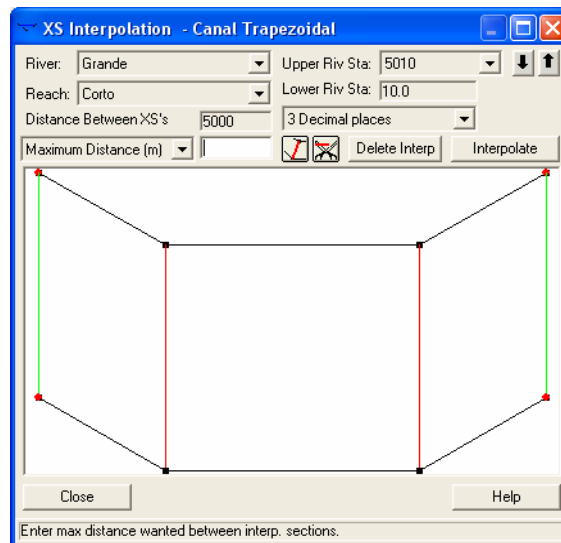 XS Interpolation - Canal Trapezoidal
River: Grande Upper Riv Sta: 5010
Reach: Corto Lower Riv Sta: 10.0
Distance Between XS's 5000 3 Decimal places
Maximum Distance (m) Delete Interp Interpolate
Close Help
Enter max distance wanted between interp. sections.